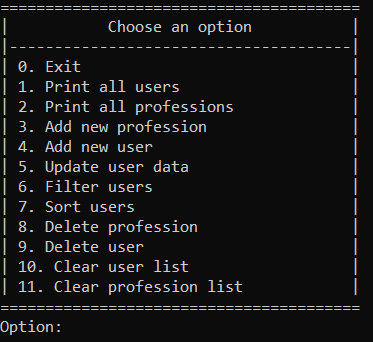 Choose an option
0. Exit
1. Print all users
2. Print all professions
3. Add new profession
4. Add new user
5. Update user data
6. Filter users
7. Sort users
8. Delete profession
9. Delete user
10. Clear user list
11. Clear profession list
Option: